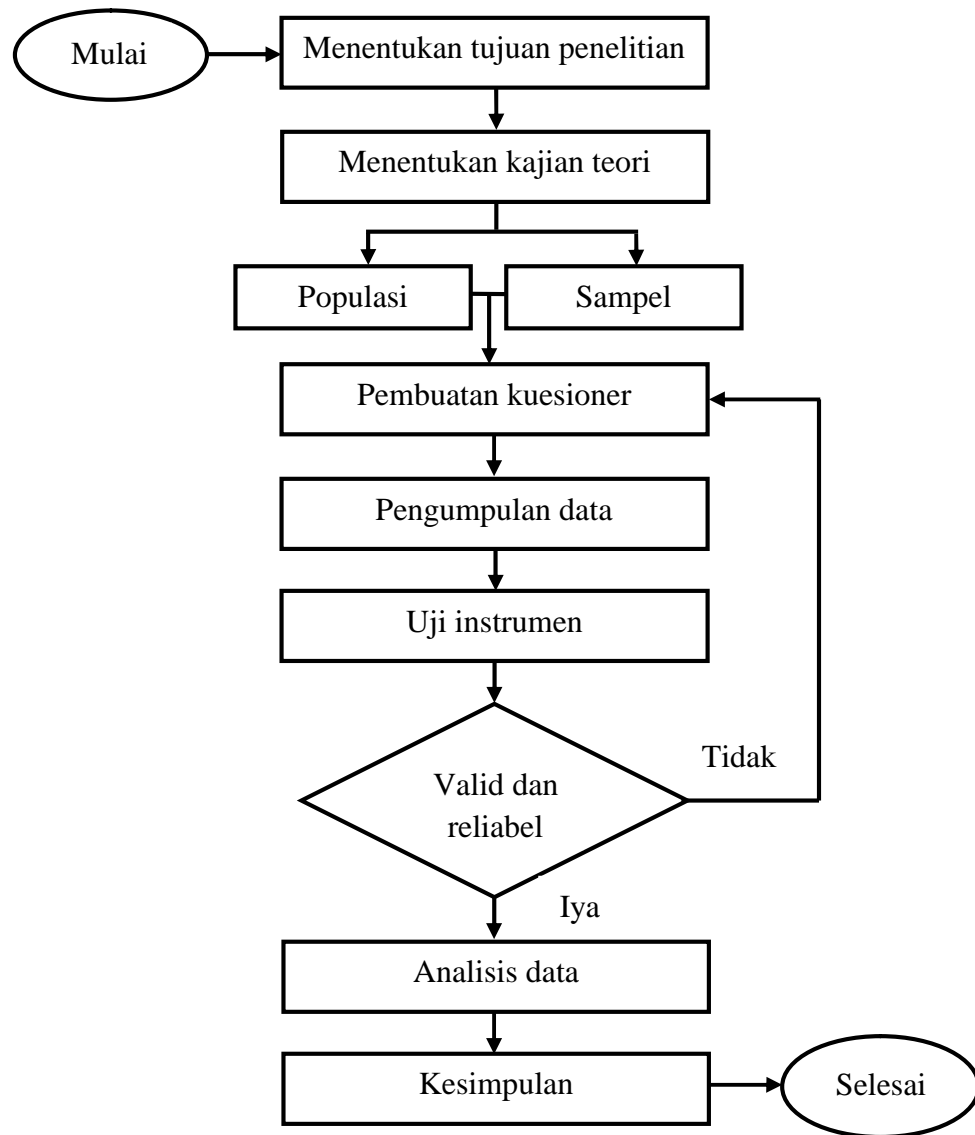 Mulai
Menentukan tujuan penelitian
Menentukan kajian teori
Populasi
Sampel
Pembuatan kuesioner
Pengumpulan data
Uji instrumen
Valid dan
reliabel
Tidak
Iya
Analisis data
Kesimpulan
Selesai